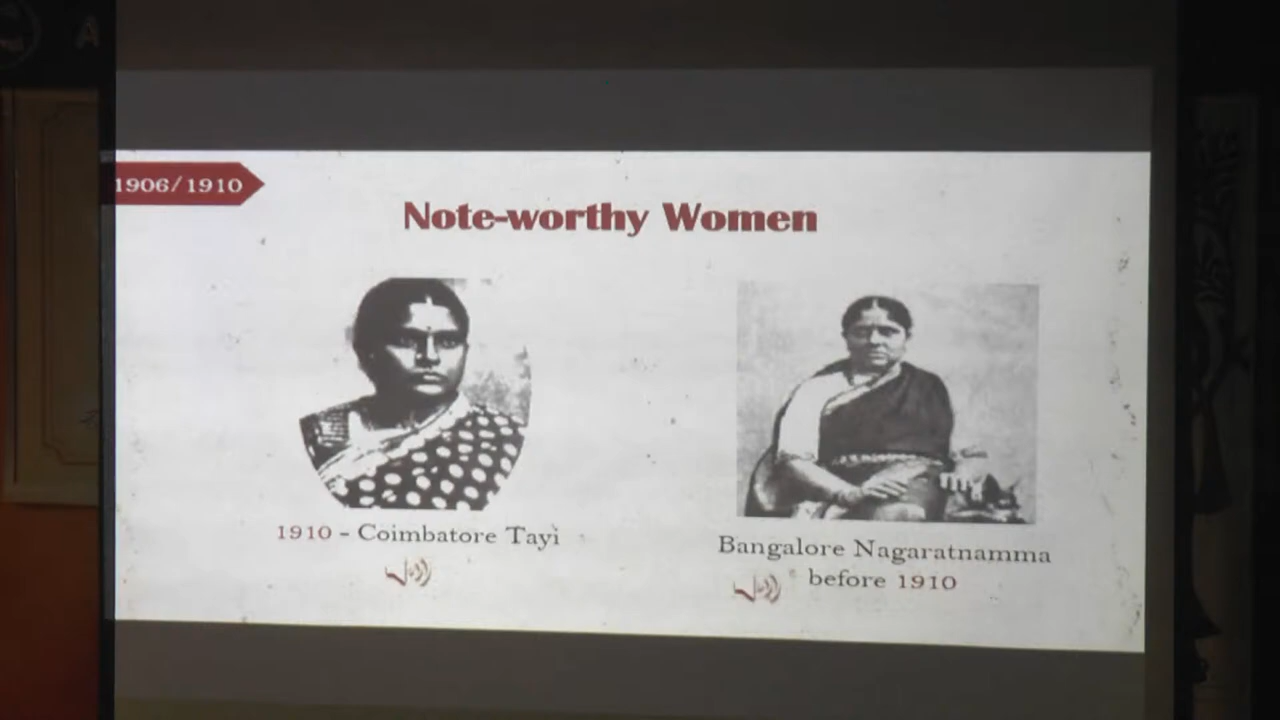 A
1906/1910
Note-worthy Women
1910 - Coimbatore Tayi
Bangalore Nagaratnamma
before 1910